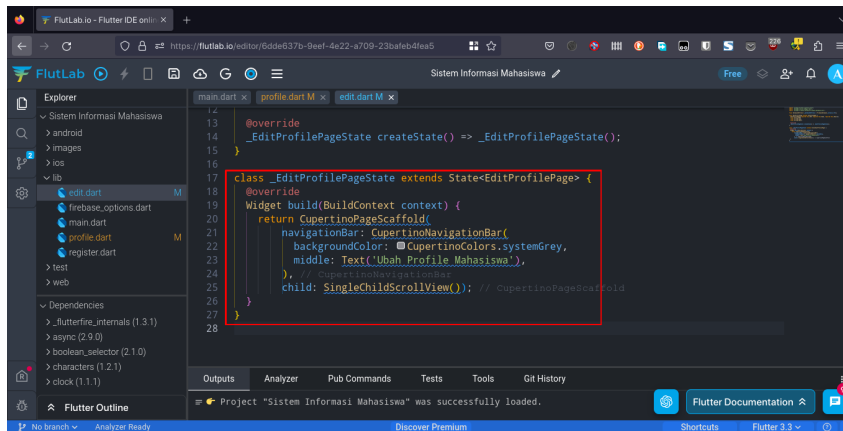 FlutLab.io - Flutter IDE onlin
https://flutlab.io/editor/6dde637b-9eef-4e22-a709-23bafeb4fea5
226
FlutLab
Sistem Informasi Mahasiswa
Free
A
Explorer
Sistem Informasi Mahasiswa
android
images
ios
lib
edit.dart M
firebase_options.dart
main.dart
profile.dart M
register.dart
test
web
Dependencies
_flutterfire_internals (1.3.1)
async (2.9.0)
boolean_selector (2.1.0)
characters (1.2.1)
clock (1.1.1)
Flutter Outline
2
R
main.dart
profile.dart M
edit.dart M
12
13 @override
14 _EditProfilePageState createState() => _EditProfilePageState();
15 }
16
17 class _EditProfilePageState extends State<EditProfilePage> {
18 @override
19 Widget build(BuildContext context) {
20 return CupertinoPageScaffold(
21 navigationBar: CupertinoNavigationBar(
22 backgroundColor: CupertinoColors.systemGrey,
23 middle: Text('Ubah Profile Mahasiswa'),
24 ), // CupertinoNavigationBar
25 child: SingleChildScrollView()); // CupertinoPageScaffold
26 }
27 }
28
Outputs Analyzer Pub Commands Tests Tools Git History
Project "Sistem Informasi Mahasiswa" was successfully loaded.
Flutter Documentation
No branch Analyzer Ready Discover Premium Shortcuts Flutter 3.3